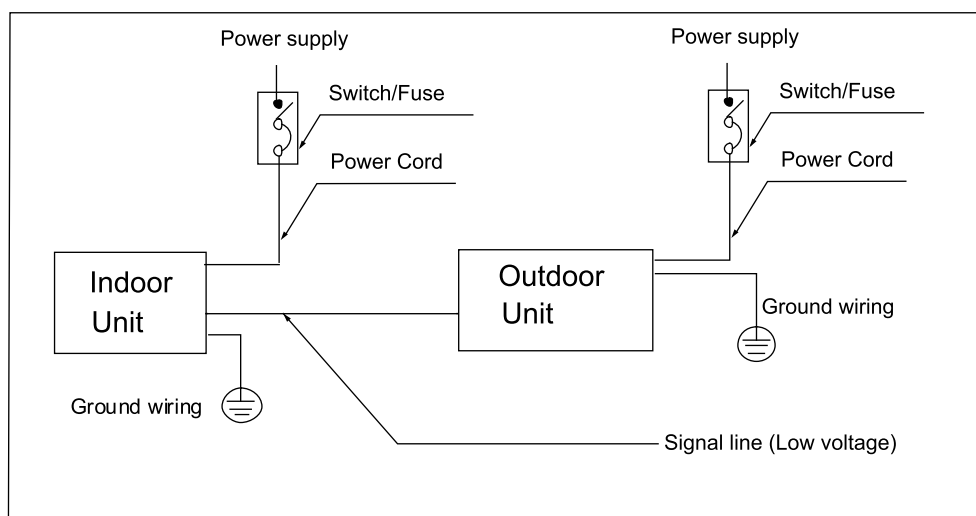 Power supply
Switch/Fuse
Power Cord
Indoor
Unit
Ground wiring
Power supply
Switch/Fuse
Power Cord
Outdoor
Unit
Ground wiring
Signal line (Low voltage)